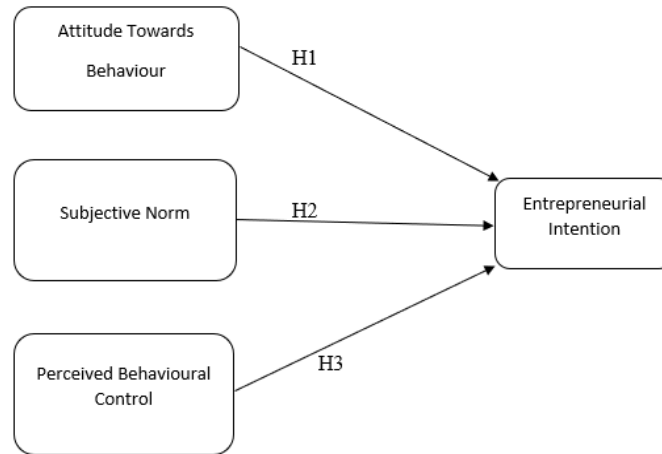 Attitude Towards
Behaviour
H1
Subjective Norm
H2
Entrepreneurial
Intention
Perceived Behavioural
Control
H3